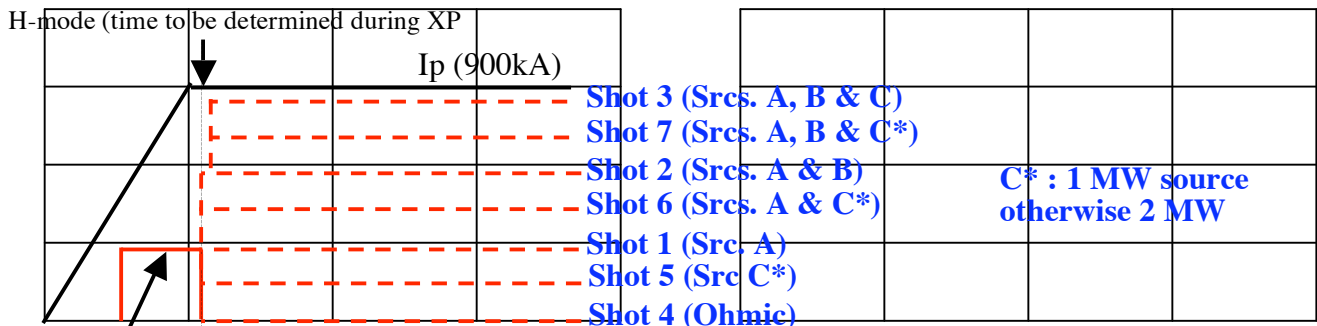 H-mode (time to be determined during XP
Ip (900kA)
Shot 3 (Srcs. A, B & C)
Shot 7 (Srcs. A, B & C*)
Shot 2 (Srcs. A & B)
Shot 6 (Srcs. A & C*)
Shot 1 (Src. A)
Shot 5 (Src C*)
Shot 4 (Ohmic)
C* : 1 MW source
otherwise 2 MW